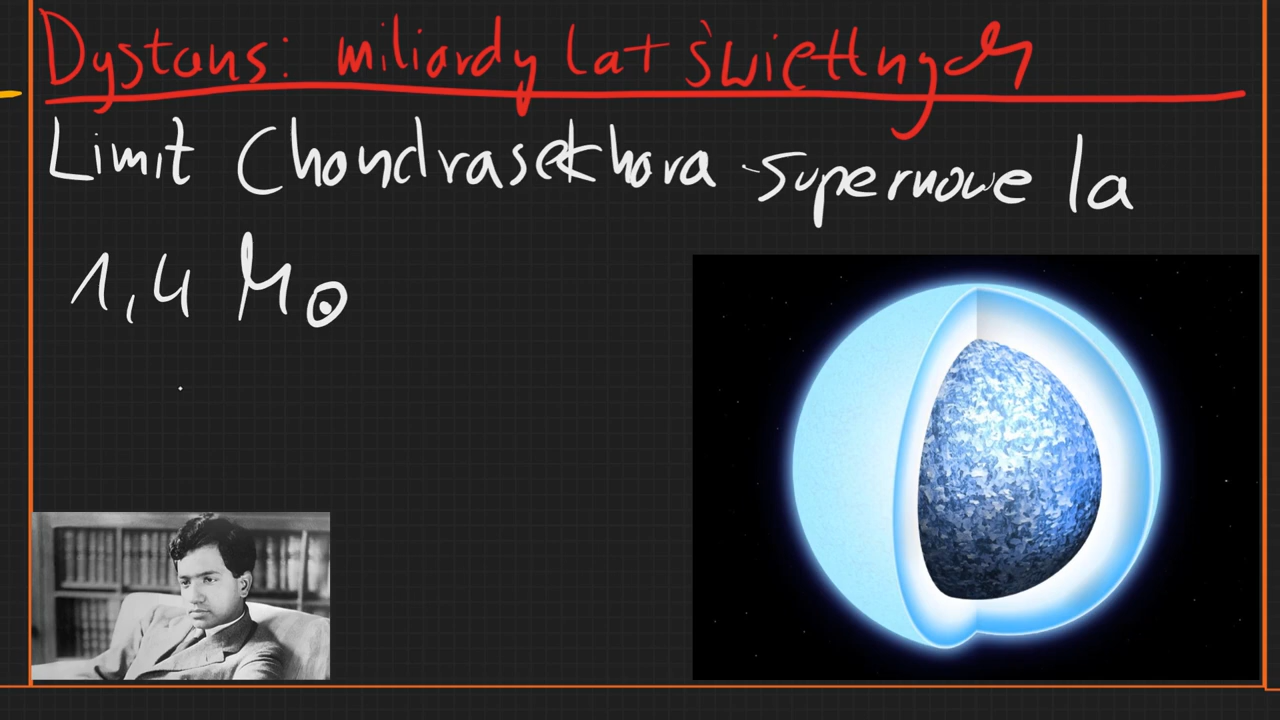 Dystans: miliardy lat świetlnych
Limit Chandrasekhara - Supernowe Ia
1,4 M☉